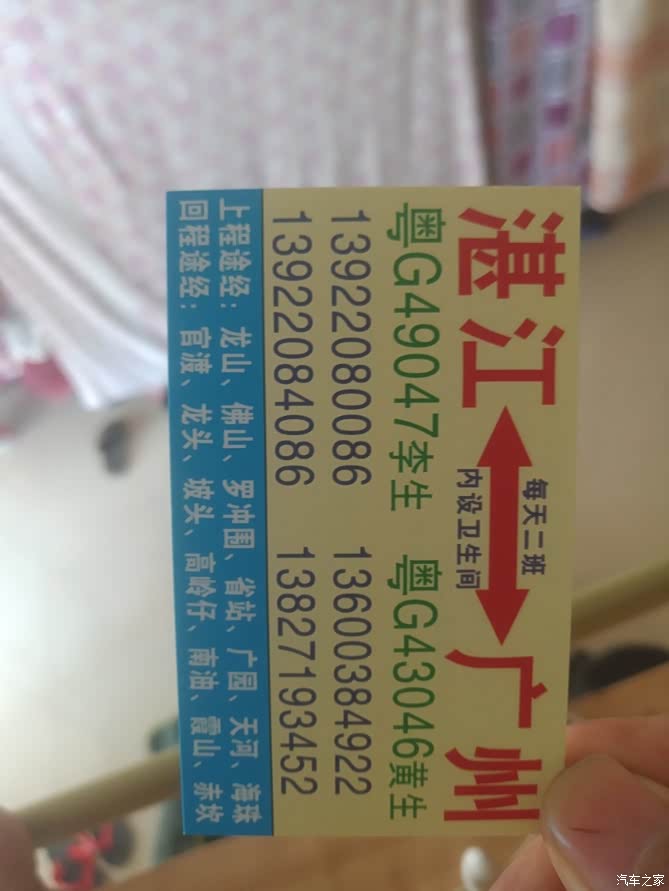 湛江 每天二班 广州
内设卫生间
粤G49047李生 粤G43046黄生
13922080086 13600384922
13922084086 13827193452
上程途经：龙山、佛山、罗冲围、省站、广园、天河、海珠
回程途经：官渡、龙头、坡头、高岭仔、南油、霞山、赤坎
汽车之家